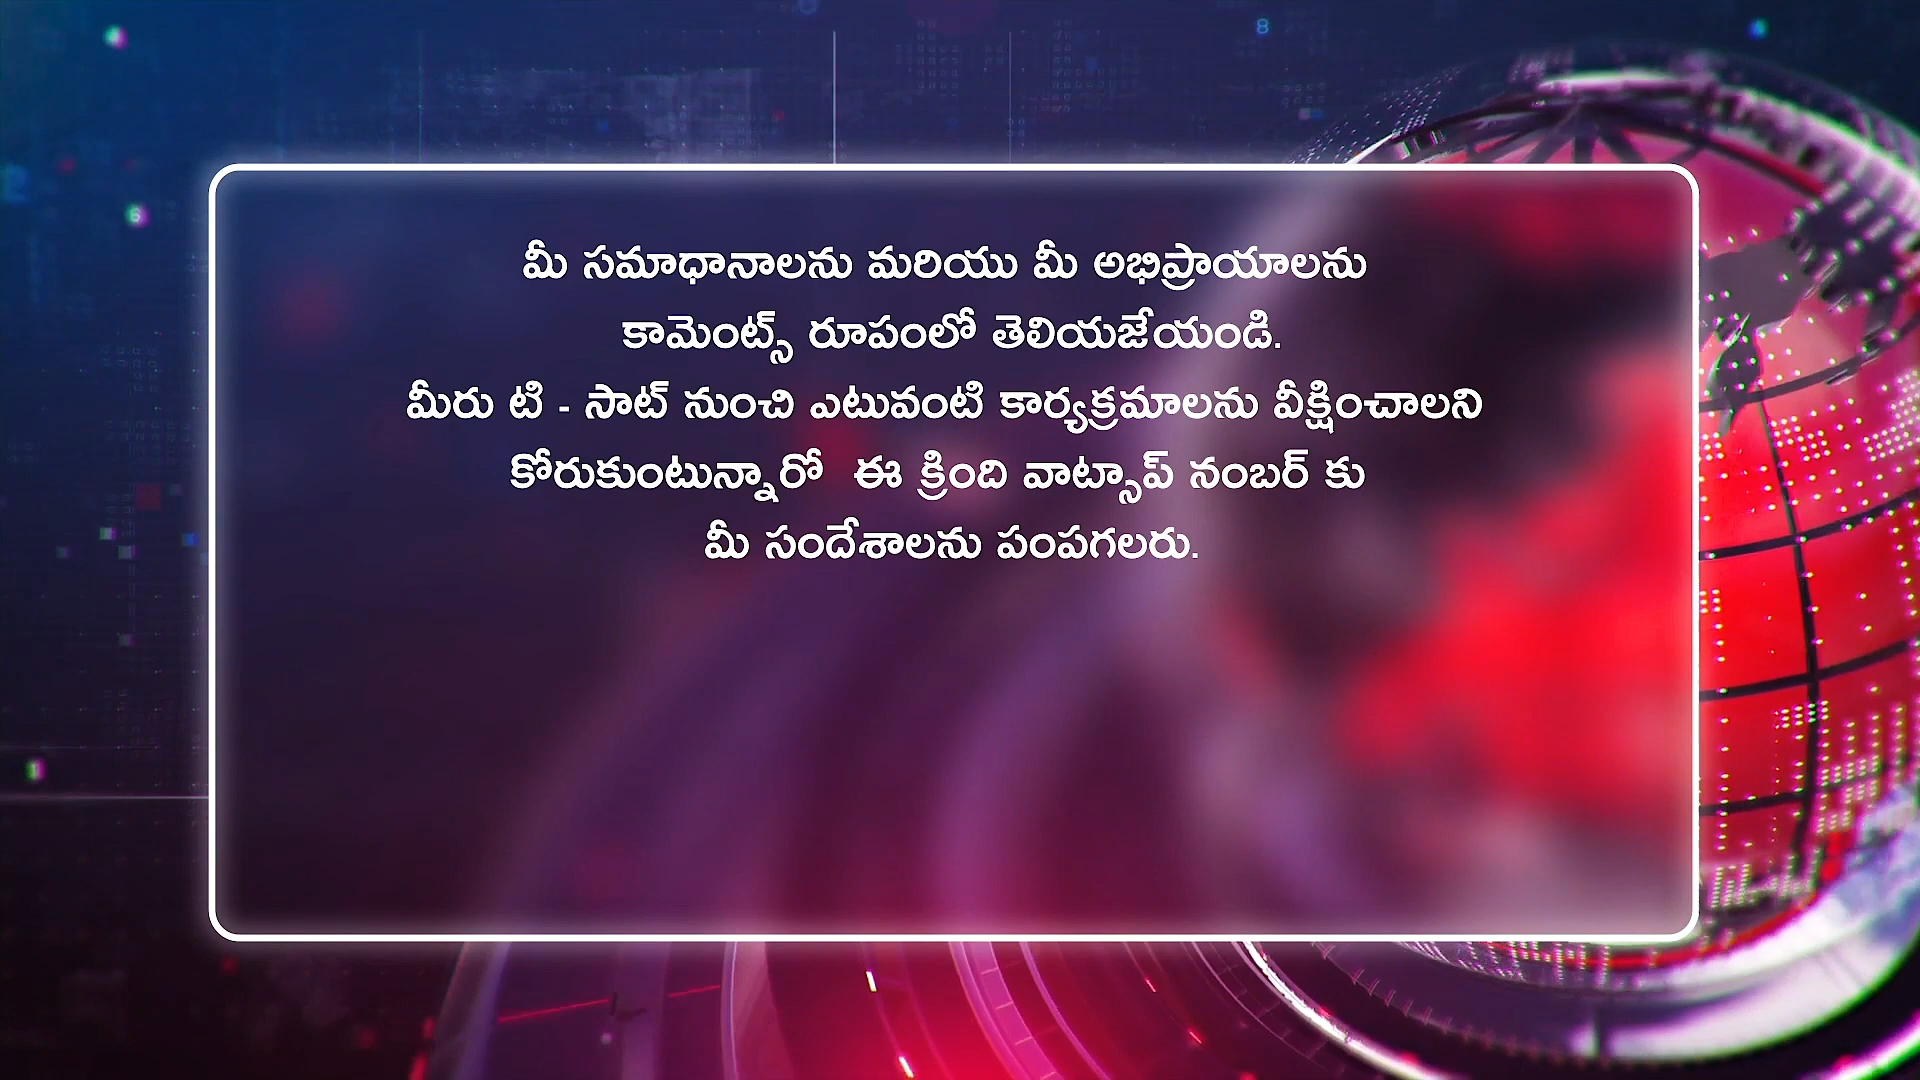 మీ సమాధానాలను మరియు మీ అభిప్రాయాలను
కామెంట్స్ రూపంలో తెలియజేయండి.
మీరు టి - సాట్ నుంచి ఎటువంటి కార్యక్రమాలను వీక్షించాలని
కోరుకుంటున్నారో ఈ క్రింది వాట్సాప్ నంబర్ కు
మీ సందేశాలను పంపగలరు.